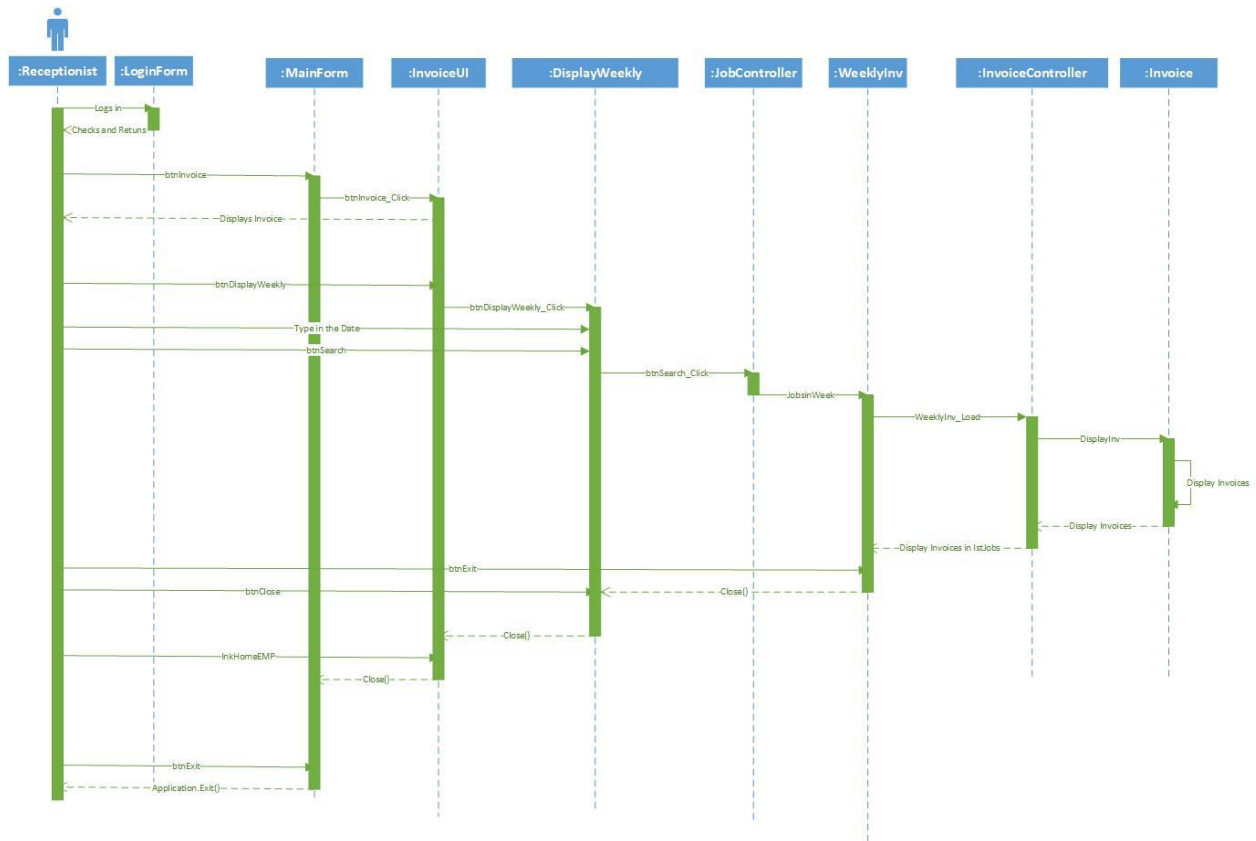 :Receptionist
:LoginForm
:MainForm
:InvoiceUI
:DisplayWeekly
:JobController
:WeeklyInv
:InvoiceController
:Invoice
Logs in
Checks and Retuns
btnInvoice
btnInvoice_Click
Displays Invoice
btnDisplayWeekly
btnDisplayWeekly_Click
Type in the Date
btnSearch
btnSearch_Click
JobsinWeek
WeeklyInv_Load
DisplayInv
Display Invoices
Display Invoices
Display Invoices in lstJobs
btnExit
btnClose
Close()
Close()
lnkHomeEMP
Close()
btnExit
Application.Exit()